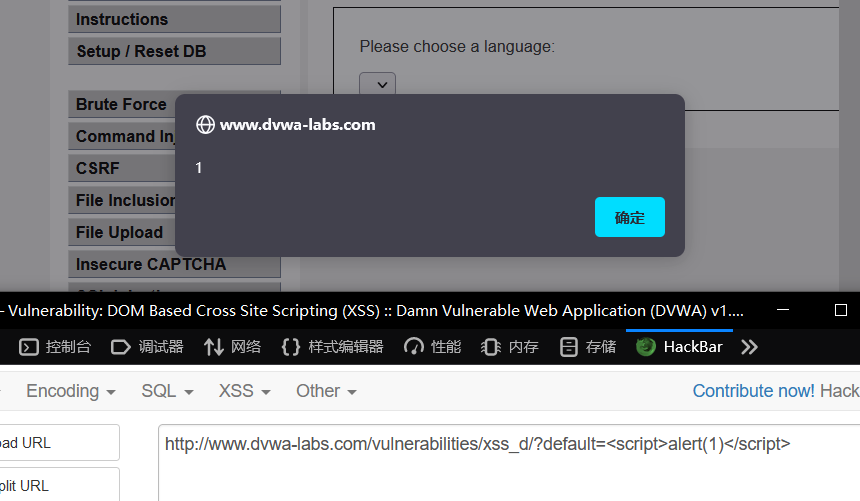 Instructions
Setup / Reset DB
Please choose a language:
Brute Force
Command Inj
CSRF
File Inclusion
File Upload
Insecure CAPTCHA
www.dvwa-labs.com
1
确定
– Vulnerability: DOM Based Cross Site Scripting (XSS) :: Damn Vulnerable Web Application (DVWA) v1....
控制台 调试器 网络 样式编辑器 性能 内存 存储 HackBar
Encoding SQL XSS Other Contribute now! Hack
oad URL
http://www.dvwa-labs.com/vulnerabilities/xss_d/?default=<script>alert(1)</script>
plit URL